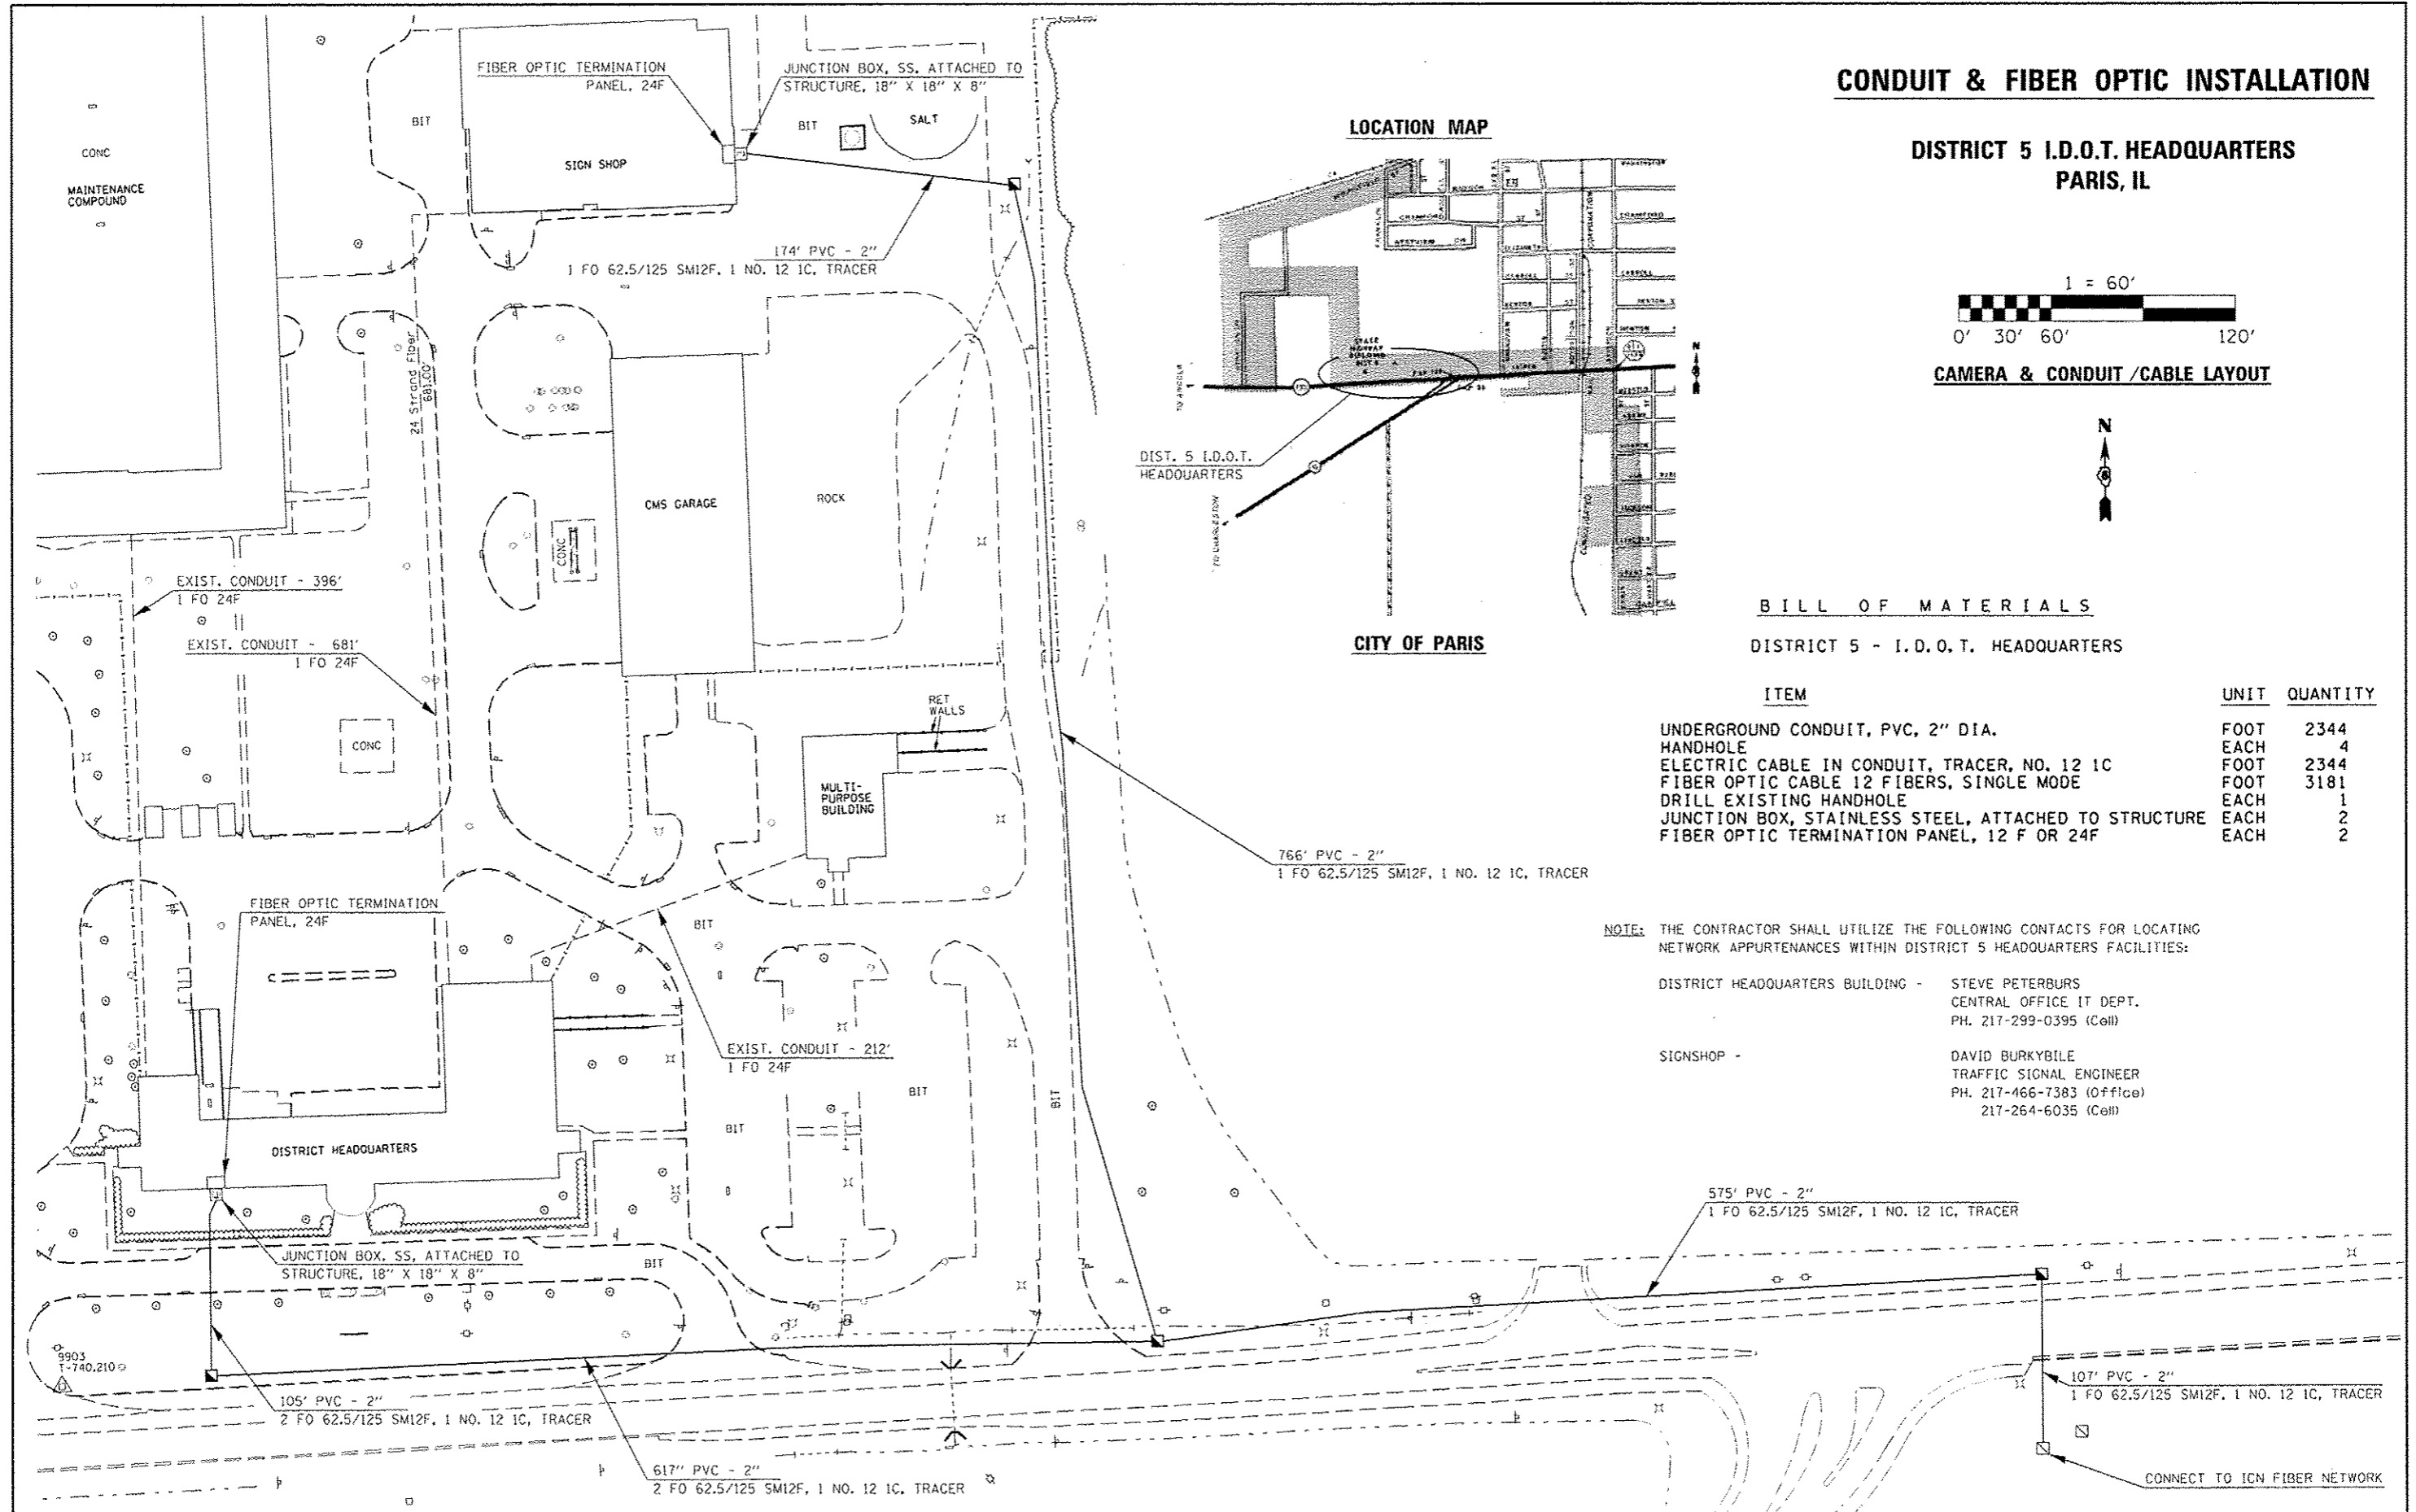 CONDUIT & FIBER OPTIC INSTALLATION
DISTRICT 5 I.D.O.T. HEADQUARTERS
PARIS, IL
1 = 60'
0' 30' 60' 120'
CAMERA & CONDUIT / CABLE LAYOUT
N
LOCATION MAP
STATE
HIGHWAY
BUILDING
N
DIST. 5 I.D.O.T.
HEADQUARTERS
TO CHARLESTON
CITY OF PARIS
FIBER OPTIC TERMINATION
PANEL, 24F
JUNCTION BOX, SS. ATTACHED TO
STRUCTURE, 18" X 18" X 8"
BIT
BIT
SALT
CONC
SIGN SHOP
MAINTENANCE
COMPOUND
174' PVC - 2"
1 FO 62.5/125 SM12F, 1 NO. 12 1C, TRACER
24 Strand Fiber
681.00'
CMS GARAGE
ROCK
CONC
EXIST. CONDUIT - 396'
1 FO 24F
EXIST. CONDUIT - 681'
1 FO 24F
RET
WALLS
CONC
MULTI-
PURPOSE
BUILDING
766' PVC - 2"
1 FO 62.5/125 SM12F, 1 NO. 12 1C, TRACER
FIBER OPTIC TERMINATION
PANEL, 24F
BIT
EXIST. CONDUIT - 212'
1 FO 24F
BIT
BIT
BIT
DISTRICT HEADQUARTERS
JUNCTION BOX, SS, ATTACHED TO
STRUCTURE, 18" X 18" X 8"
BIT
9903
T-740.210
105' PVC - 2"
2 FO 62.5/125 SM12F, 1 NO. 12 1C, TRACER
617" PVC - 2"
2 FO 62.5/125 SM12F, 1 NO. 12 1C, TRACER
575' PVC - 2"
1 FO 62.5/125 SM12F, 1 NO. 12 1C, TRACER
107' PVC - 2"
1 FO 62.5/125 SM12F, 1 NO. 12 1C, TRACER
CONNECT TO ICN FIBER NETWORK
BILL OF MATERIALS
DISTRICT 5 - I.D.O.T. HEADQUARTERS
ITEM UNIT QUANTITY
UNDERGROUND CONDUIT, PVC, 2" DIA. FOOT 2344
HANDHOLE EACH 4
ELECTRIC CABLE IN CONDUIT, TRACER, NO. 12 1C FOOT 2344
FIBER OPTIC CABLE 12 FIBERS, SINGLE MODE FOOT 3181
DRILL EXISTING HANDHOLE EACH 1
JUNCTION BOX, STAINLESS STEEL, ATTACHED TO STRUCTURE EACH 2
FIBER OPTIC TERMINATION PANEL, 12 F OR 24F EACH 2
NOTE: THE CONTRACTOR SHALL UTILIZE THE FOLLOWING CONTACTS FOR LOCATING
NETWORK APPURTENANCES WITHIN DISTRICT 5 HEADQUARTERS FACILITIES:
DISTRICT HEADQUARTERS BUILDING - STEVE PETERBURS
CENTRAL OFFICE IT DEPT.
PH. 217-299-0395 (Cell)
SIGNSHOP - DAVID BURKYBILE
TRAFFIC SIGNAL ENGINEER
PH. 217-466-7383 (Office)
217-264-6035 (Cell)